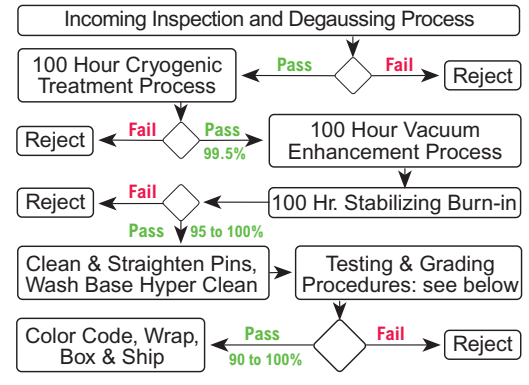 Incoming Inspection and Degaussing Process
Pass
Fail
Reject
100 Hour Cryogenic
Treatment Process
Reject
Fail
Pass
99.5%
100 Hour Vacuum
Enhancement Process
Reject
Fail
100 Hr. Stabilizing Burn-in
Pass
95 to 100%
Clean & Straighten Pins,
Wash Base Hyper Clean
Testing & Grading
Procedures: see below
Color Code, Wrap,
Box & Ship
Pass
90 to 100%
Fail
Reject